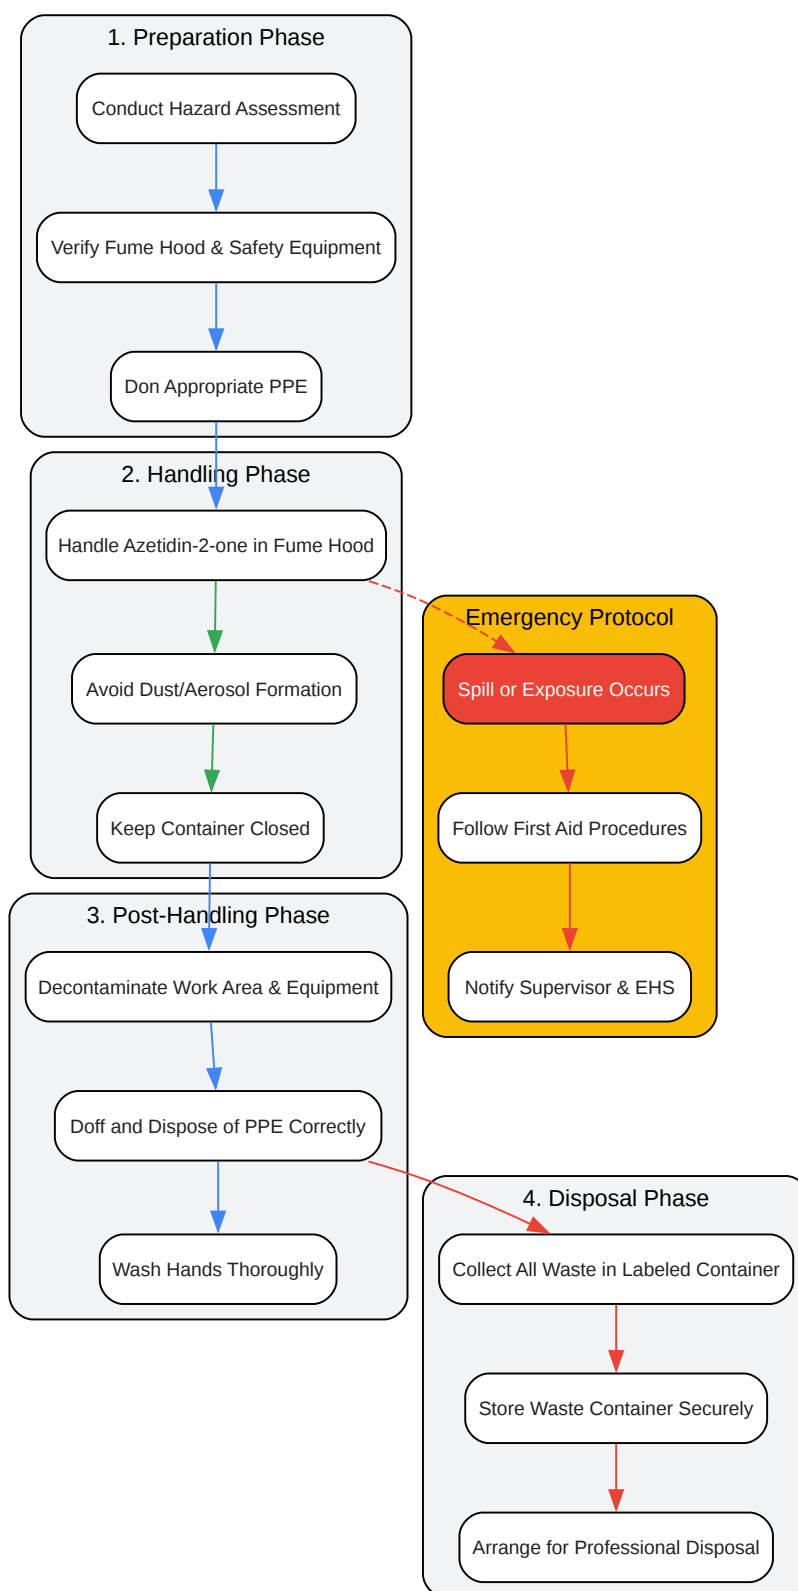 1. Preparation Phase
Conduct Hazard Assessment
Verify Fume Hood & Safety Equipment
Don Appropriate PPE
2. Handling Phase
Handle Azetidin-2-one in Fume Hood
Avoid Dust/Aerosol Formation
Keep Container Closed
Emergency Protocol
Spill or Exposure Occurs
Follow First Aid Procedures
Notify Supervisor & EHS
3. Post-Handling Phase
Decontaminate Work Area & Equipment
Doff and Dispose of PPE Correctly
Wash Hands Thoroughly
4. Disposal Phase
Collect All Waste in Labeled Container
Store Waste Container Securely
Arrange for Professional Disposal